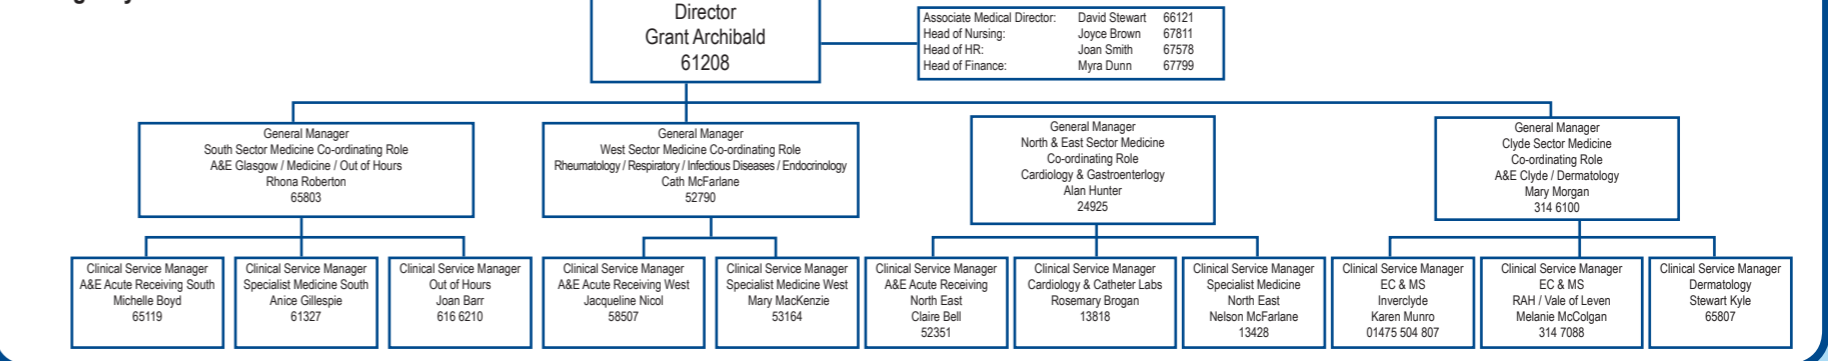 Director
Grant Archibald
61208
Associate Medical Director: David Stewart 66121
Head of Nursing: Joyce Brown 67811
Head of HR: Joan Smith 67578
Head of Finance: Myra Dunn 67799
General Manager
South Sector Medicine Co-ordinating Role
A&E Glasgow / Medicine / Out of Hours
Rhona Roberton
65803
General Manager
West Sector Medicine Co-ordinating Role
Rheumatology / Respiratory / Infectious Diseases / Endocrinology
Cath McFarlane
52790
General Manager
North & East Sector Medicine
Co-ordinating Role
Cardiology & Gastroenterlogy
Alan Hunter
24925
General Manager
Clyde Sector Medicine
Co-ordinating Role
A&E Clyde / Dermatology
Mary Morgan
314 6100
Clinical Service Manager
A&E Acute Receiving South
Michelle Boyd
65119
Clinical Service Manager
Specialist Medicine South
Anice Gillespie
61327
Clinical Service Manager
Out of Hours
Joan Barr
616 6210
Clinical Service Manager
A&E Acute Receiving West
Jacqueline Nicol
58507
Clinical Service Manager
Specialist Medicine West
Mary MacKenzie
53164
Clinical Service Manager
A&E Acute Receiving
North East
Claire Bell
52351
Clinical Service Manager
Cardiology & Catheter Labs
Rosemary Brogan
13818
Clinical Service Manager
Specialist Medicine
North East
Nelson McFarlane
13428
Clinical Service Manager
EC & MS
Inverclyde
Karen Munro
01475 504 807
Clinical Service Manager
EC & MS
RAH / Vale of Leven
Melanie McColgan
314 7088
Clinical Service Manager
Dermatology
Stewart Kyle
65807